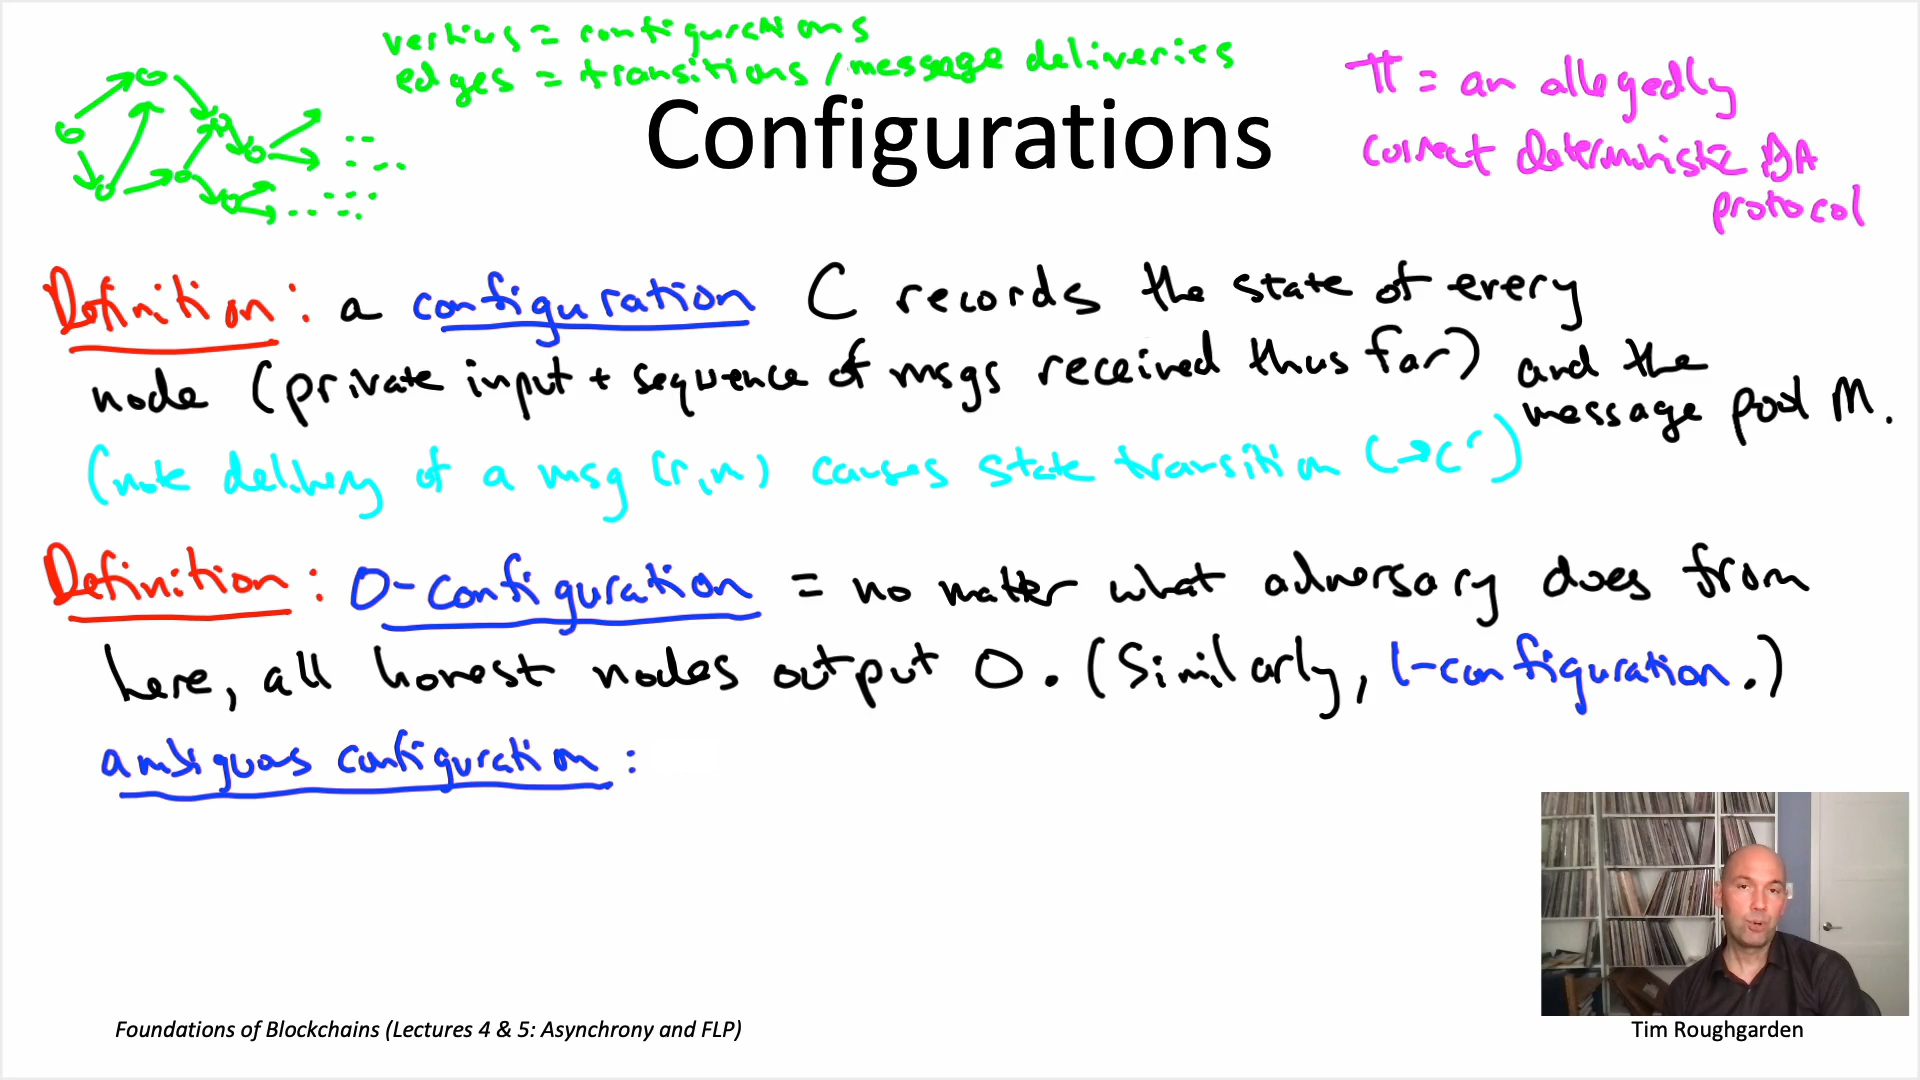 vertices = configurations
edges = transitions / message deliveries
π = an allegedly
correct deterministic BA
protocol
Configurations
Definition: a configuration C records the state of every
node (private input + sequence of msgs received thus far) and the
message pool M.
(note delivery of a msg (r,m) causes state transition C→C')
Definition: 0-configuration = no matter what adversary does from
here, all honest nodes output 0. (Similarly, 1-configuration.)
ambiguous configuration:
Foundations of Blockchains (Lectures 4 & 5: Asynchrony and FLP)
Tim Roughgarden